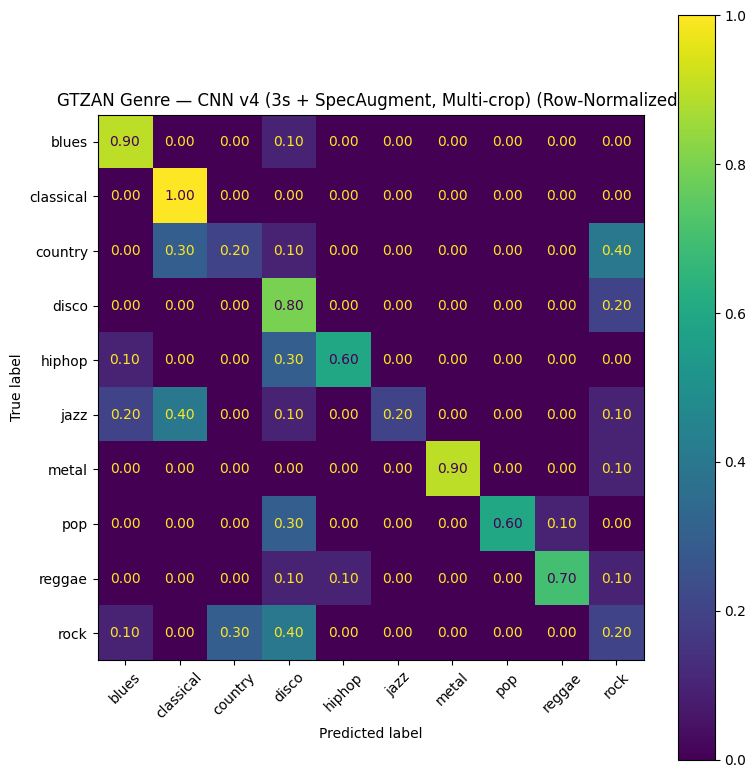 GTZAN Genre — CNN v4 (3s + SpecAugment, Multi-crop) (Row-Normalized
1.0
0.8
0.6
0.4
0.2
0.0
True label
blues 0.90 0.00 0.00 0.10 0.00 0.00 0.00 0.00 0.00 0.00
classical 0.00 1.00 0.00 0.00 0.00 0.00 0.00 0.00 0.00 0.00
country 0.00 0.30 0.20 0.10 0.00 0.00 0.00 0.00 0.00 0.40
disco 0.00 0.00 0.00 0.80 0.00 0.00 0.00 0.00 0.00 0.20
hiphop 0.10 0.00 0.00 0.30 0.60 0.00 0.00 0.00 0.00 0.00
jazz 0.20 0.40 0.00 0.10 0.00 0.20 0.00 0.00 0.00 0.10
metal 0.00 0.00 0.00 0.00 0.00 0.00 0.90 0.00 0.00 0.10
pop 0.00 0.00 0.00 0.30 0.00 0.00 0.00 0.60 0.10 0.00
reggae 0.00 0.00 0.00 0.10 0.10 0.00 0.00 0.00 0.70 0.10
rock 0.10 0.00 0.30 0.40 0.00 0.00 0.00 0.00 0.00 0.20
blues classical country disco hiphop jazz metal pop reggae rock
Predicted label